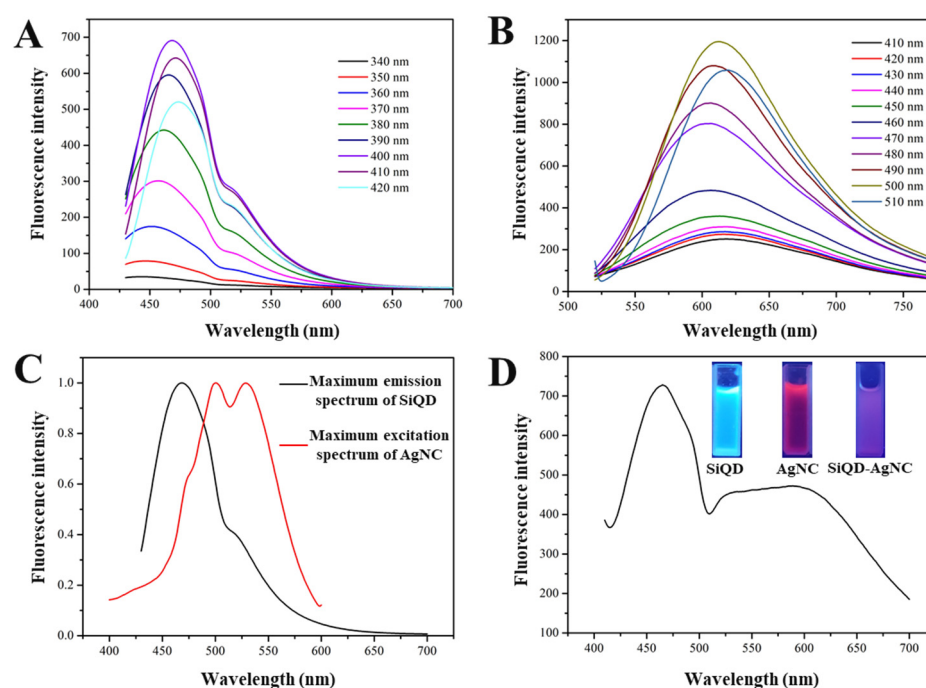 A
700
600
500
400
300
200
100
0
400
450
500
550
600
650
700
Fluorescence intensity
Wavelength (nm)
340 nm
350 nm
360 nm
370 nm
380 nm
390 nm
400 nm
410 nm
420 nm
B
1200
1000
800
600
400
200
0
500
550
600
650
700
750
Fluorescence intensity
Wavelength (nm)
410 nm
420 nm
430 nm
440 nm
450 nm
460 nm
470 nm
480 nm
490 nm
500 nm
510 nm
C
1.0
0.8
0.6
0.4
0.2
0.0
400
450
500
550
600
650
700
Fluorescence intensity
Wavelength (nm)
Maximum emission
spectrum of SiQD
Maximum excitation
spectrum of AgNC
D
800
700
600
500
400
300
700
100
400
450
500
550
600
650
700
Fluorescence intensity
Wavelength (nm)
SiQD
AgNC
SiQD-AgNC